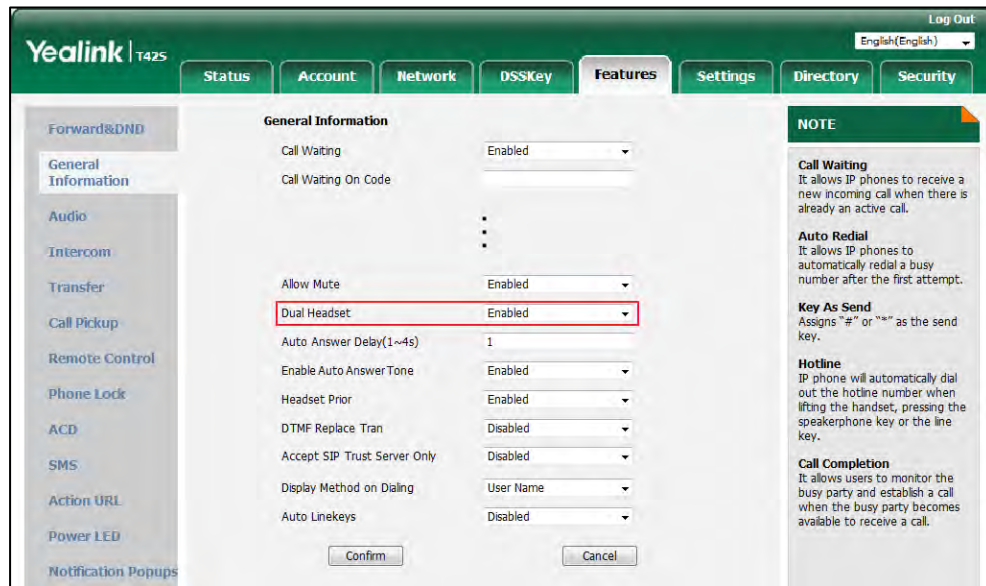 Log Out
Yealink | T42S
English(English)
Status Account Network DSSKey Features Settings Directory Security
Forward&DND
General
Information
Audio
Intercom
Transfer
Call Pickup
Remote Control
Phone Lock
ACD
SMS
Action URL
Power LED
Notification Popups
General Information
Call Waiting Enabled
Call Waiting On Code
Allow Mute Enabled
Dual Headset Enabled
Auto Answer Delay(1~4s) 1
Enable Auto Answer Tone Enabled
Headset Prior Enabled
DTMF Replace Tran Disabled
Accept SIP Trust Server Only Disabled
Display Method on Dialing User Name
Auto Linekeys Disabled
Confirm Cancel
NOTE
Call Waiting
It allows IP phones to receive a
new incoming call when there is
already an active call.
Auto Redial
It allows IP phones to
automatically redial a busy
number after the first attempt.
Key As Send
Assigns "#" or "*" as the send
key.
Hotline
IP phone will automatically dial
out the hotline number when
lifting the handset, pressing the
speakerphone key or the line
key.
Call Completion
It allows users to monitor the
busy party and establish a call
when the busy party becomes
available to receive a call.